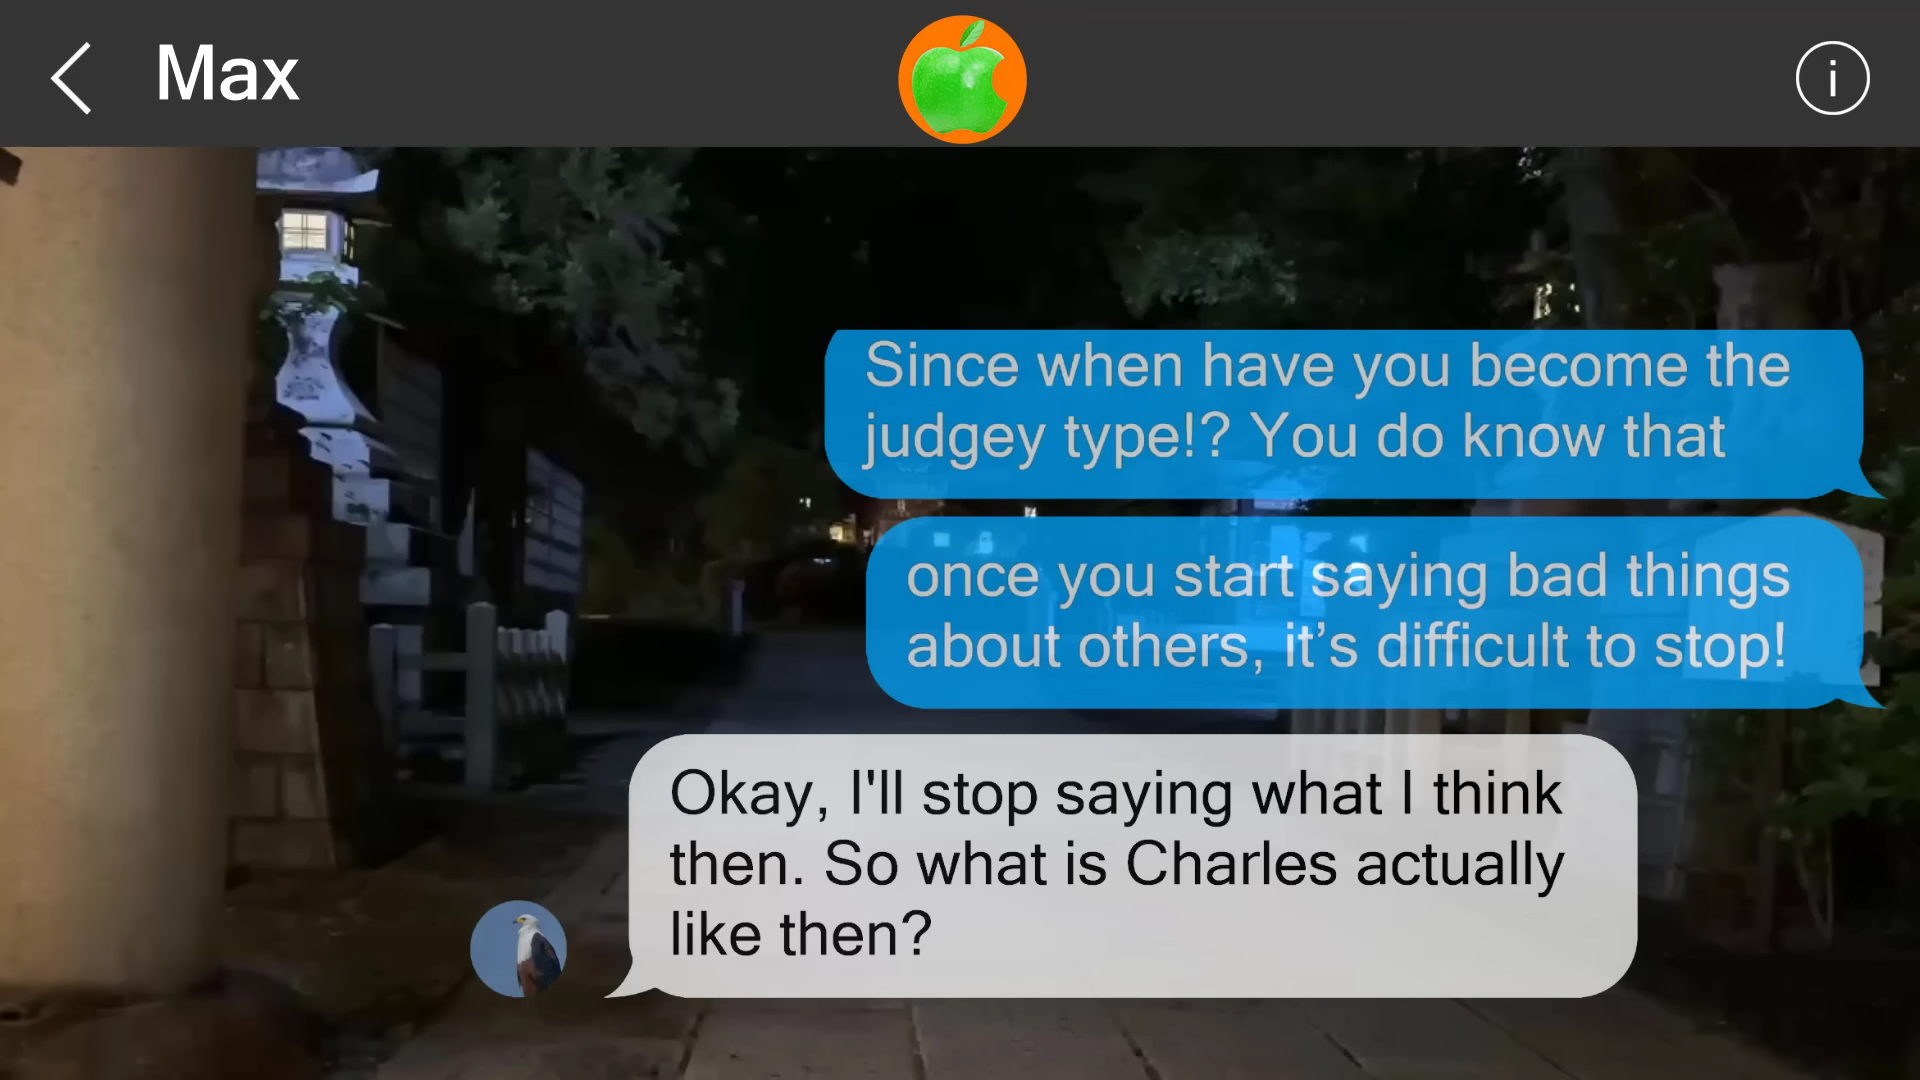 Max
Since when have you become the
judgey type!? You do know that
once you start saying bad things
about others, it’s difficult to stop!
Okay, I'll stop saying what I think
then. So what is Charles actually
like then?